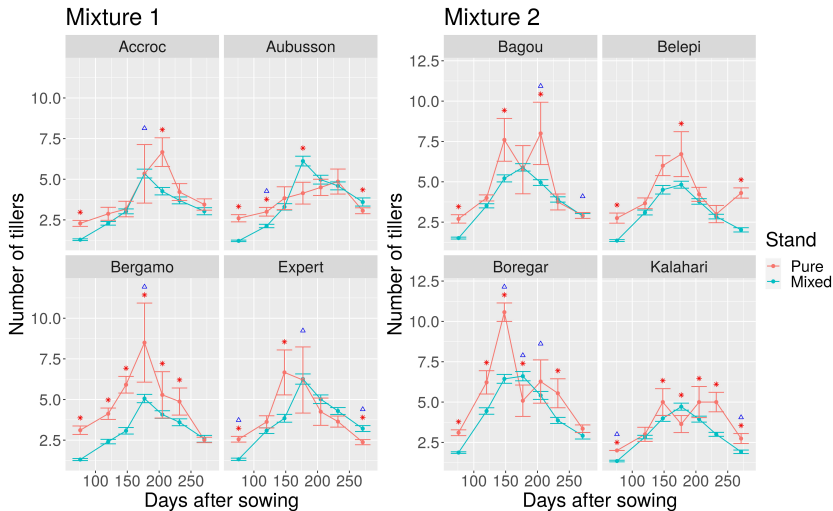 Mixture 1
Mixture 2
Accroc
Aubusson
Bagou
Belepi
Number of tillers
10.0
7.5
5.0
2.5
Number of tillers
12.5
10.0
7.5
5.0
2.5
Bergamo
Expert
Boregar
Kalahari
10.0
7.5
5.0
2.5
12.5
10.0
7.5
5.0
2.5
100 150 200 250
100 150 200 250
100 150 200 250
100 150 200 250
Days after sowing
Days after sowing
Stand
Pure
Mixed